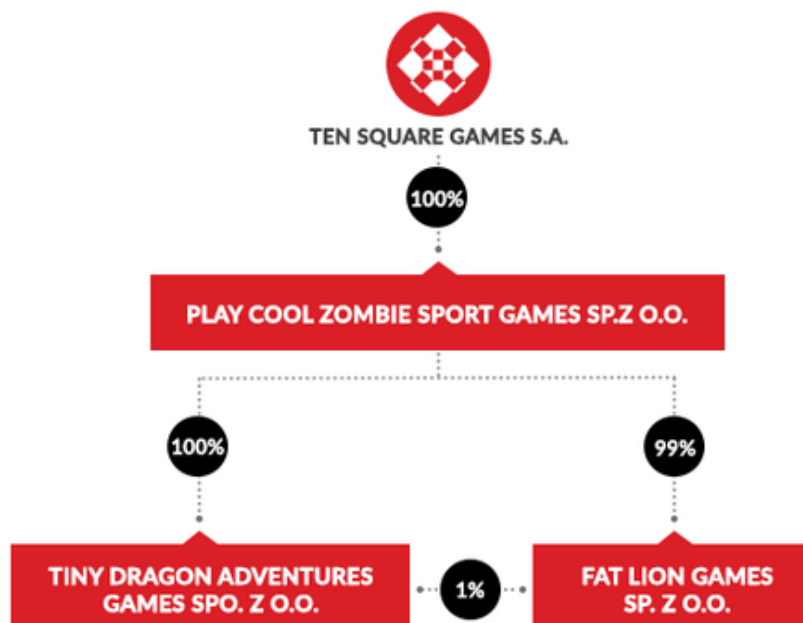 TEN SQUARE GAMES S.A.
100%
PLAY COOL ZOMBIE SPORT GAMES SP.Z O.O.
100%
99%
TINY DRAGON ADVENTURES
GAMES SPO. Z O.O.
1%
FAT LION GAMES
SP. Z O.O.